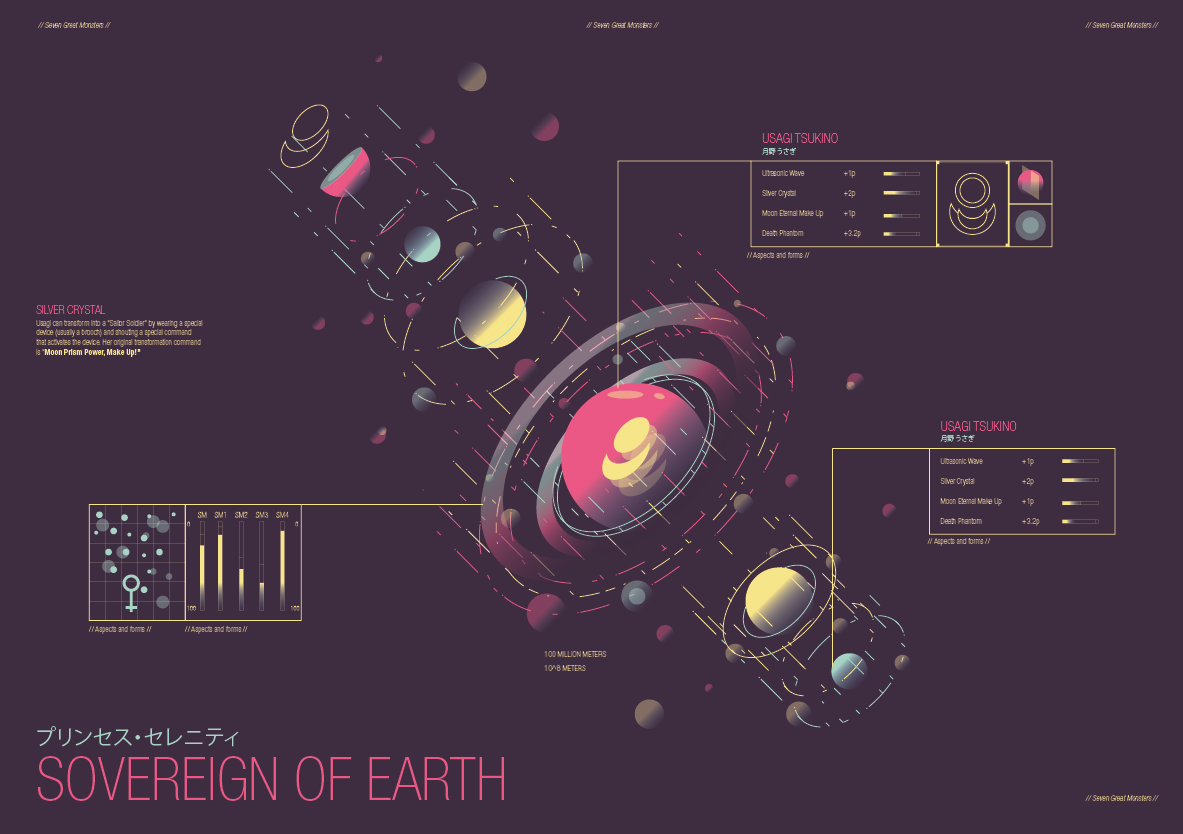 // Seven Great Monsters //
// Seven Great Monsters //
// Seven Great Monsters //
USAGI TSUKINO
月野うさぎ
Ultrasonic Wave +1p
Silver Crystal +2p
Moon Eternal Make Up +1p
Death Phantom +3.2p
// Aspects and forms //
SILVER CRYSTAL
Usagi can transform into a "Sailor Soldier" by wearing a special
device (usually a brooch) and shouting a special command
that activates the device. Her original transformation command
is "Moon Prism Power, Make Up!"
USAGI TSUKINO
月野うさぎ
Ultrasonic Wave +1p
Silver Crystal +2p
Moon Eternal Make Up +1p
Death Phantom +3.2p
// Aspects and forms //
SM SM1 SM2 SM3 SM4
0 0
100 100
// Aspects and forms //
// Aspects and forms //
100 MILLION METERS
10^8 METERS
プリンセス・セレニティ
SOVEREIGN OF EARTH
// Seven Great Monsters //